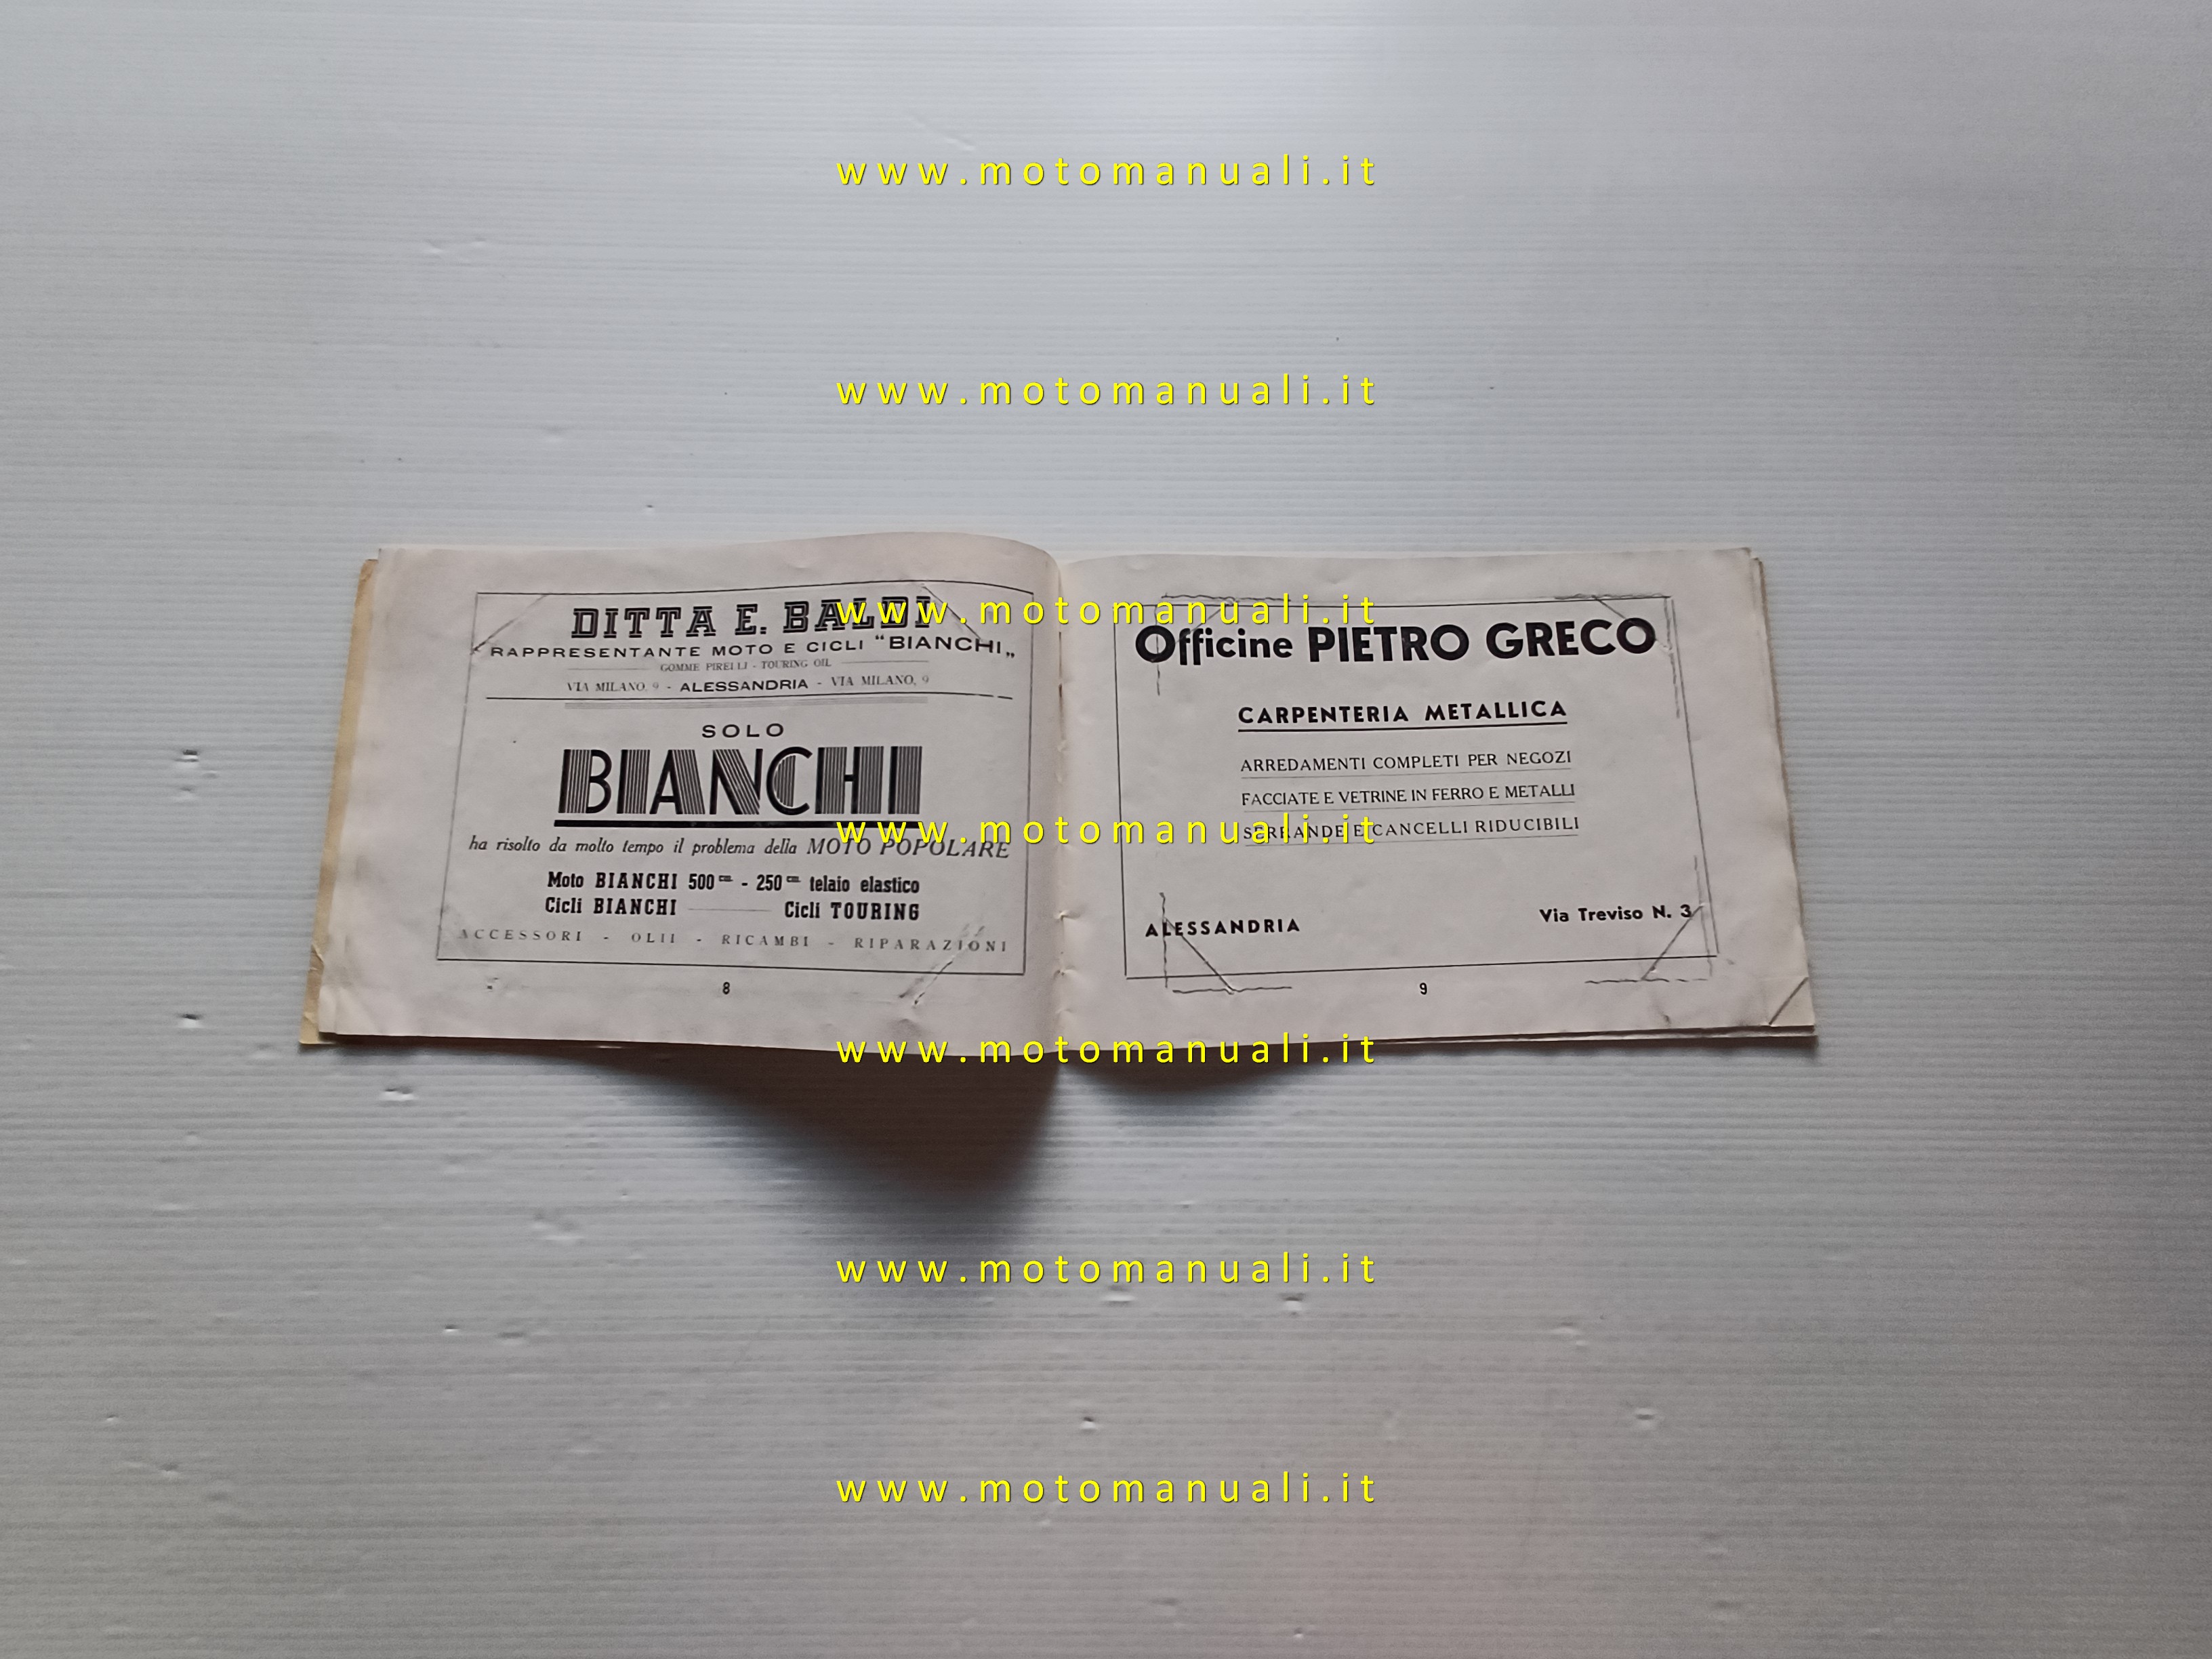 www.motomanuali.it
www.motomanuali.it
DITTA E. BALDI
RAPPRESENTANTE MOTO E CICLI "BIANCHI„
GOMME PIRELLI - TOURING OIL
VIA MILANO, 9 - ALESSANDRIA - VIA MILANO, 9
SOLO
BIANCHI
ha risolto da molto tempo il problema della MOTO POPOLARE
Moto BIANCHI 500 cm. - 250 cm. telaio elastico
Cicli BIANCHI Cicli TOURING
ACCESSORI - OLII - RICAMBI - RIPARAZIONI
8
www.motomanuali.it
Officine PIETRO GRECO
CARPENTERIA METALLICA
ARREDAMENTI COMPLETI PER NEGOZI
FACCIATE E VETRINE IN FERRO E METALLI
SERRANDE E CANCELLI RIDUCIBILI
ALESSANDRIA
Via Treviso N. 3
9
www.motomanuali.it
www.motomanuali.it
www.motomanuali.it
www.motomanuali.it